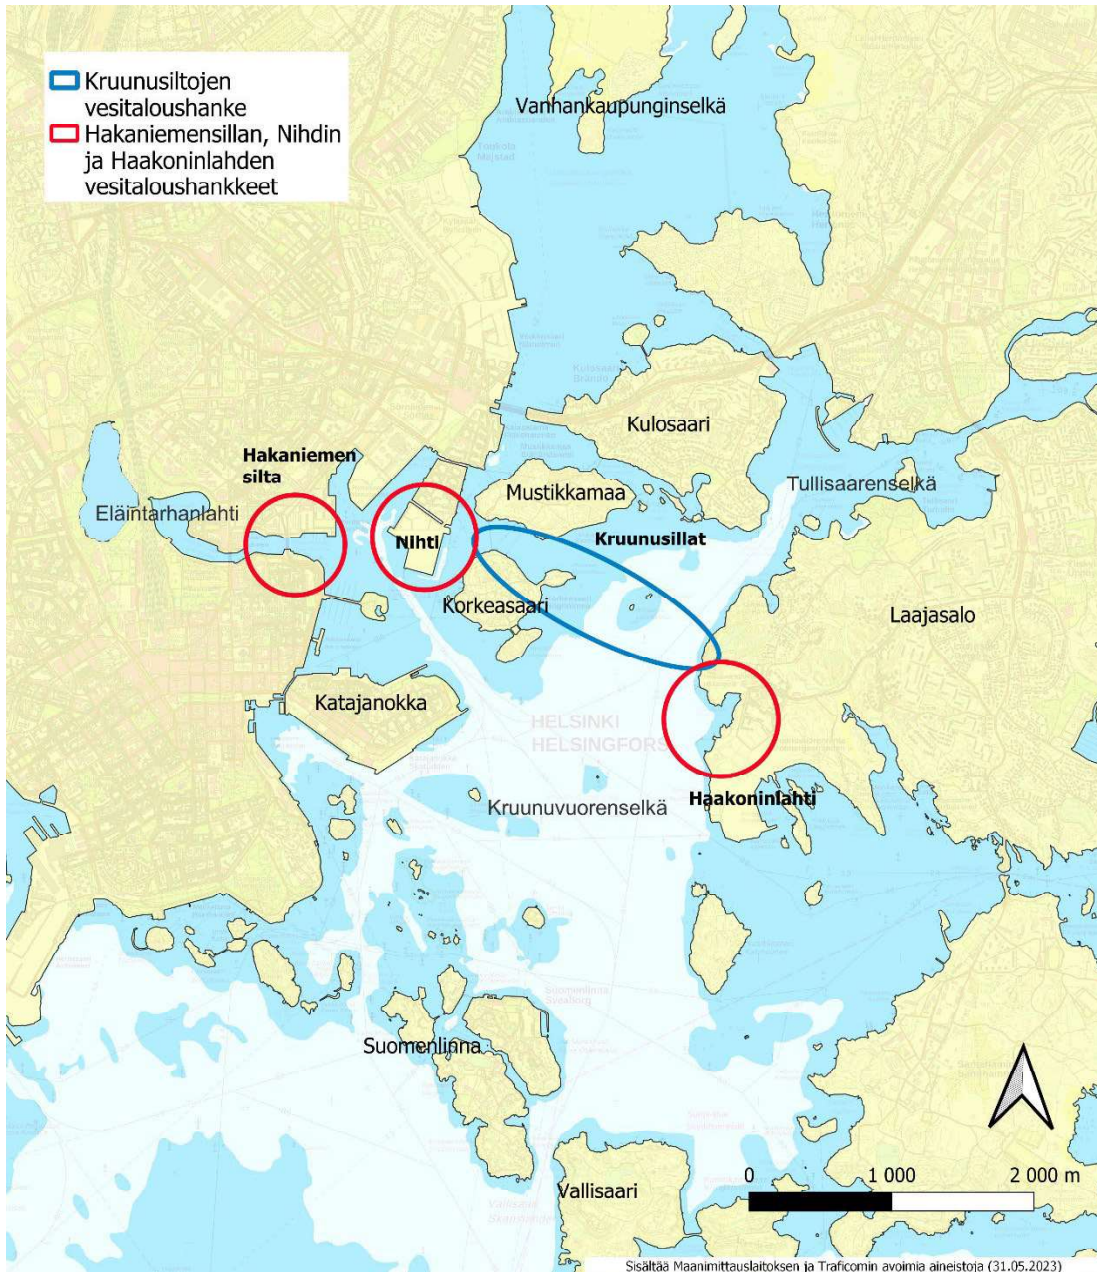 Kruunusiltojen
vesitaloushanke
Hakaniemensillan, Nihdin
ja Haakoninlahden
vesitaloushankkeet
Vanhankaupunginselkä
Kulosaari
Hakaniemen
silta
Mustikkamaa
Tullisaarenselkä
Eläintarhanlahti
Nihti
Kruunusillat
Korkeasaari
Laajasalo
Katajanokka
HELSINKI
HELSINGFORS
Haakoninlahti
Kruunuvuorenselkä
Suomenlinna
Vallisaari
0 1 000 2 000 m
Sisältää Maanimittauslaitoksen ja Traficomin avoimia aineistoja (31.05.2023)